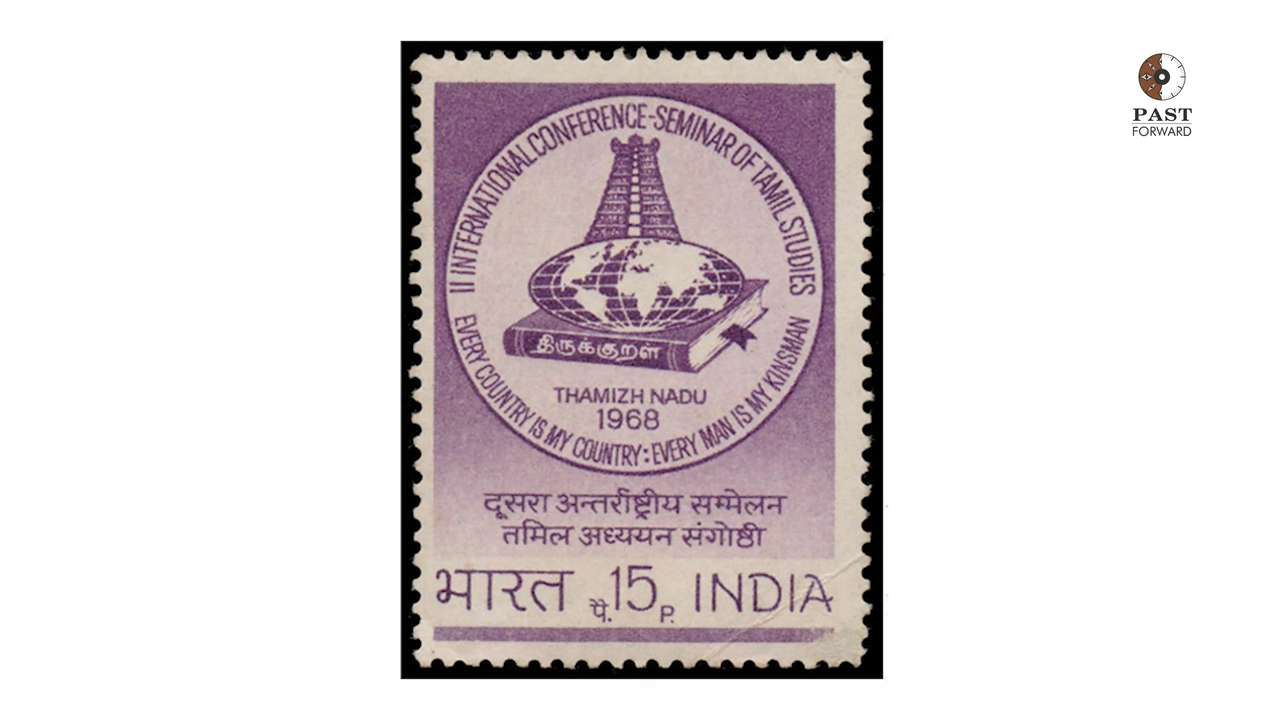 PAST
FORWARD
II INTERNATIONAL CONFERENCE-SEMINAR OF TAMIL STUDIES
திருக்குறள்
THAMIZH NADU
1968
EVERY COUNTRY IS MY COUNTRY: EVERY MAN IS MY KINSMAN
दूसरा अन्तर्राष्ट्रीय सम्मेलन
तमिल अध्ययन संगोष्ठी
भारत पै.15P. INDIA